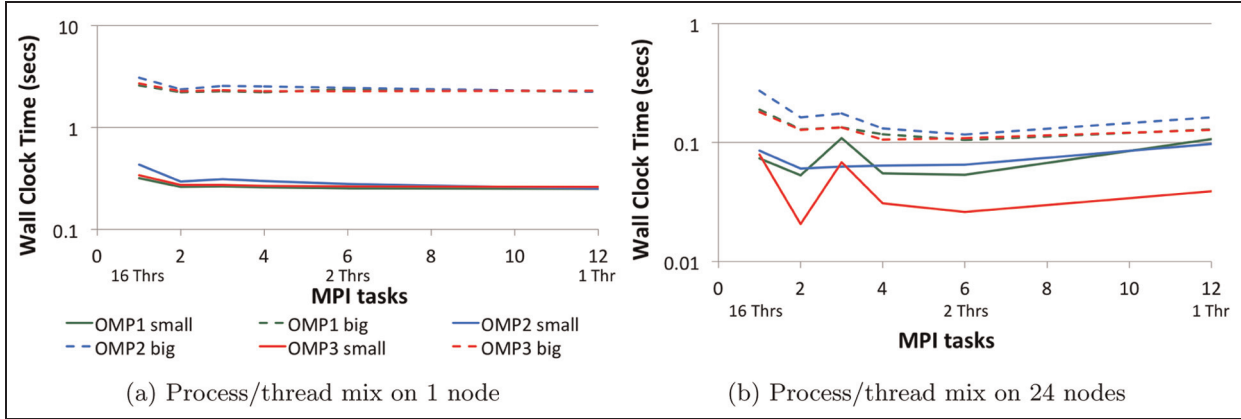 10
1
0.1
Wall Clock Time (secs)
0 2 4 6 8 10 12
16 Thrs 2 Thrs 1 Thr
MPI tasks
OMP1 small OMP1 big OMP2 small
OMP2 big OMP3 small OMP3 big
(a) Process/thread mix on 1 node
1
0.1
0.01
Wall Clock Time (secs)
0 2 4 6 8 10 12
16 Thrs 2 Thrs 1 Thr
MPI tasks
(b) Process/thread mix on 24 nodes